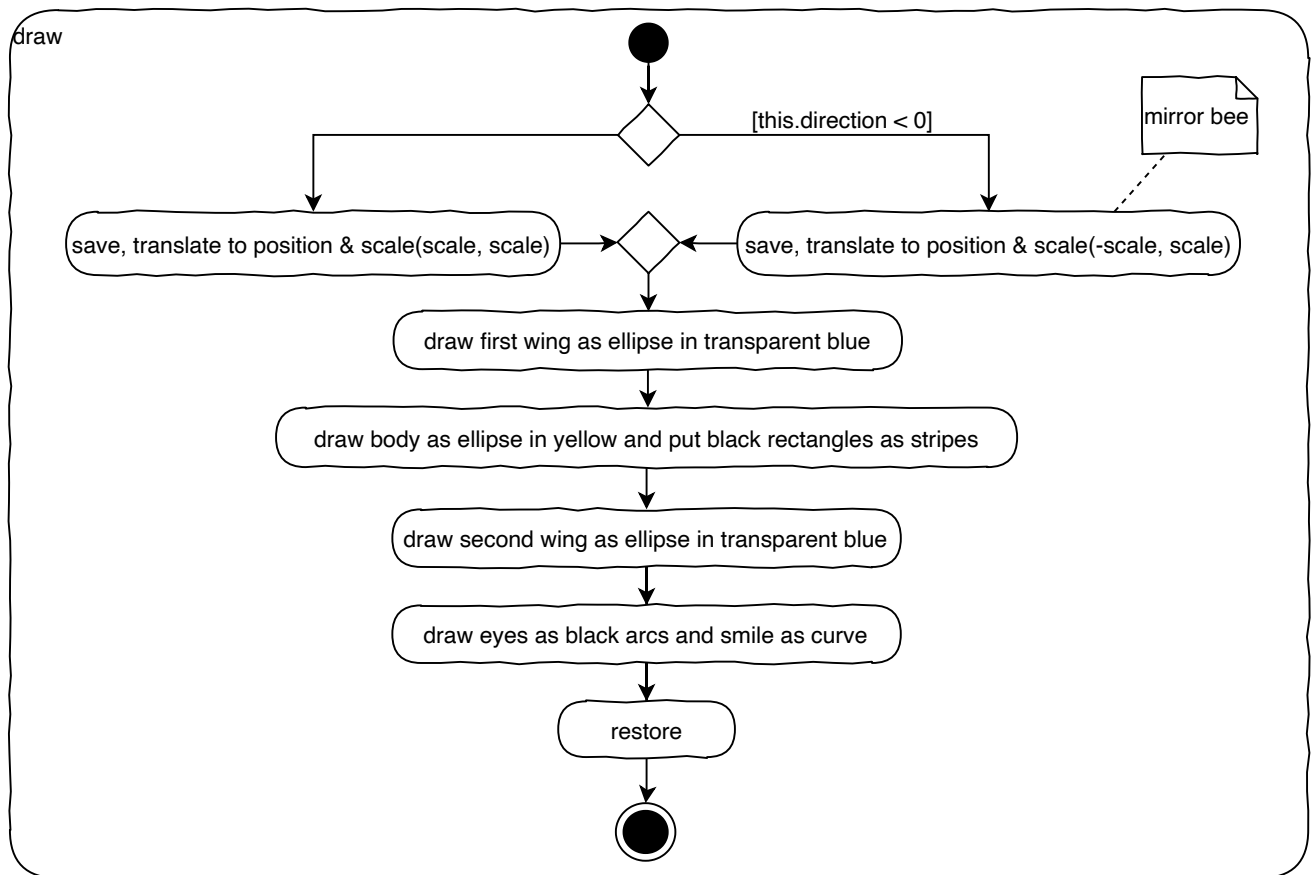 draw
[this.direction < 0]
mirror bee
save, translate to position & scale(scale, scale)
save, translate to position & scale(-scale, scale)
draw first wing as ellipse in transparent blue
draw body as ellipse in yellow and put black rectangles as stripes
draw second wing as ellipse in transparent blue
draw eyes as black arcs and smile as curve
restore